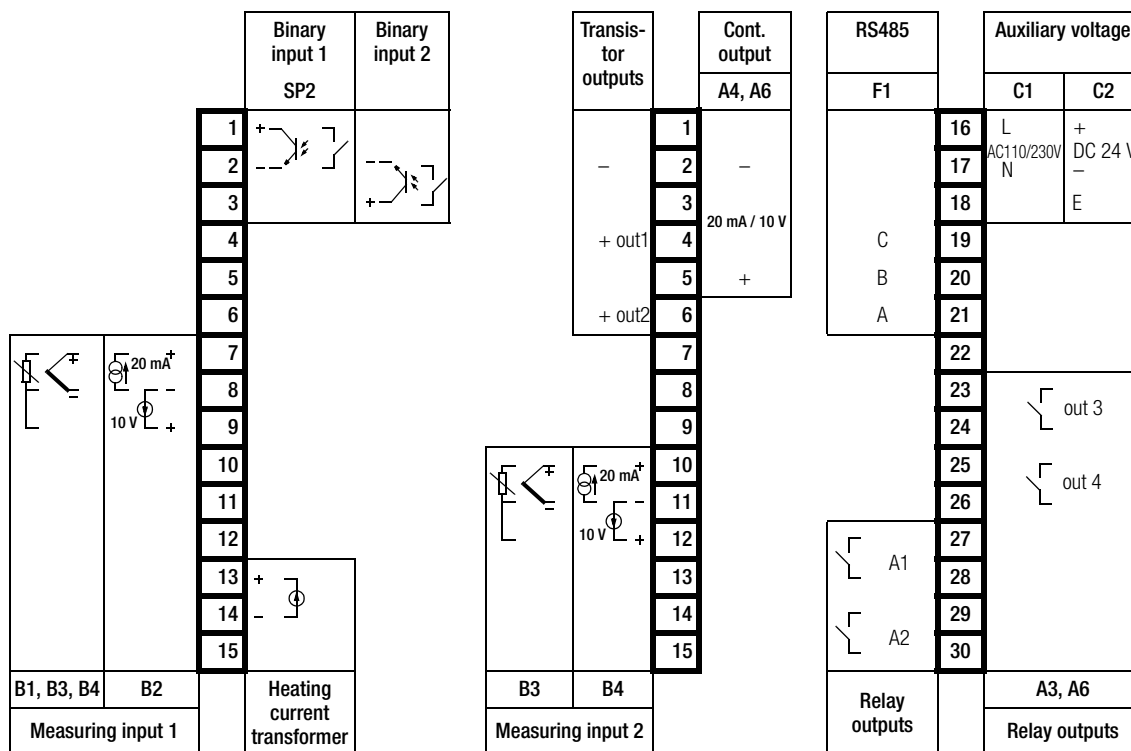 Binary input 1
SP2
Binary input 2
Transis-
tor
outputs
Cont.
output
A4, A6
RS485
F1
Auxiliary voltage
C1 C2
1 + 1 16 L +
AC110/230V DC 24 V
2 – – 2 – 17 N –
3 + 3 18 E
20 mA / 10 V
4 + out1 4 C 19
5 5 + B 20
6 + out2 6 A 21
+ 20 mA + 7 7 22
– – 8 8 23
out 3
10 V + 9 9 24
10 + 20 mA + 10 25
out 4
11 – – 11 26
12 10 V + 12 27
A1
13 + 13 28
14 – 14 29
A2
15 15 30
B1, B3, B4 B2
Measuring input 1
Heating
current
transformer
B3 B4
Measuring input 2
Relay
outputs
A3, A6
Relay outputs